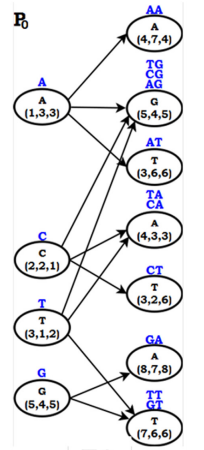 P0
A
A
(1,3,3)
C
C
(2,2,1)
T
T
(3,1,2)
G
G
(5,4,5)
AA
A
(4,7,4)
TG
CG
AG
G
(5,4,5)
AT
T
(3,6,6)
TA
CA
A
(4,3,3)
CT
T
(3,2,6)
GA
A
(8,7,8)
TT
GT
T
(7,6,6)